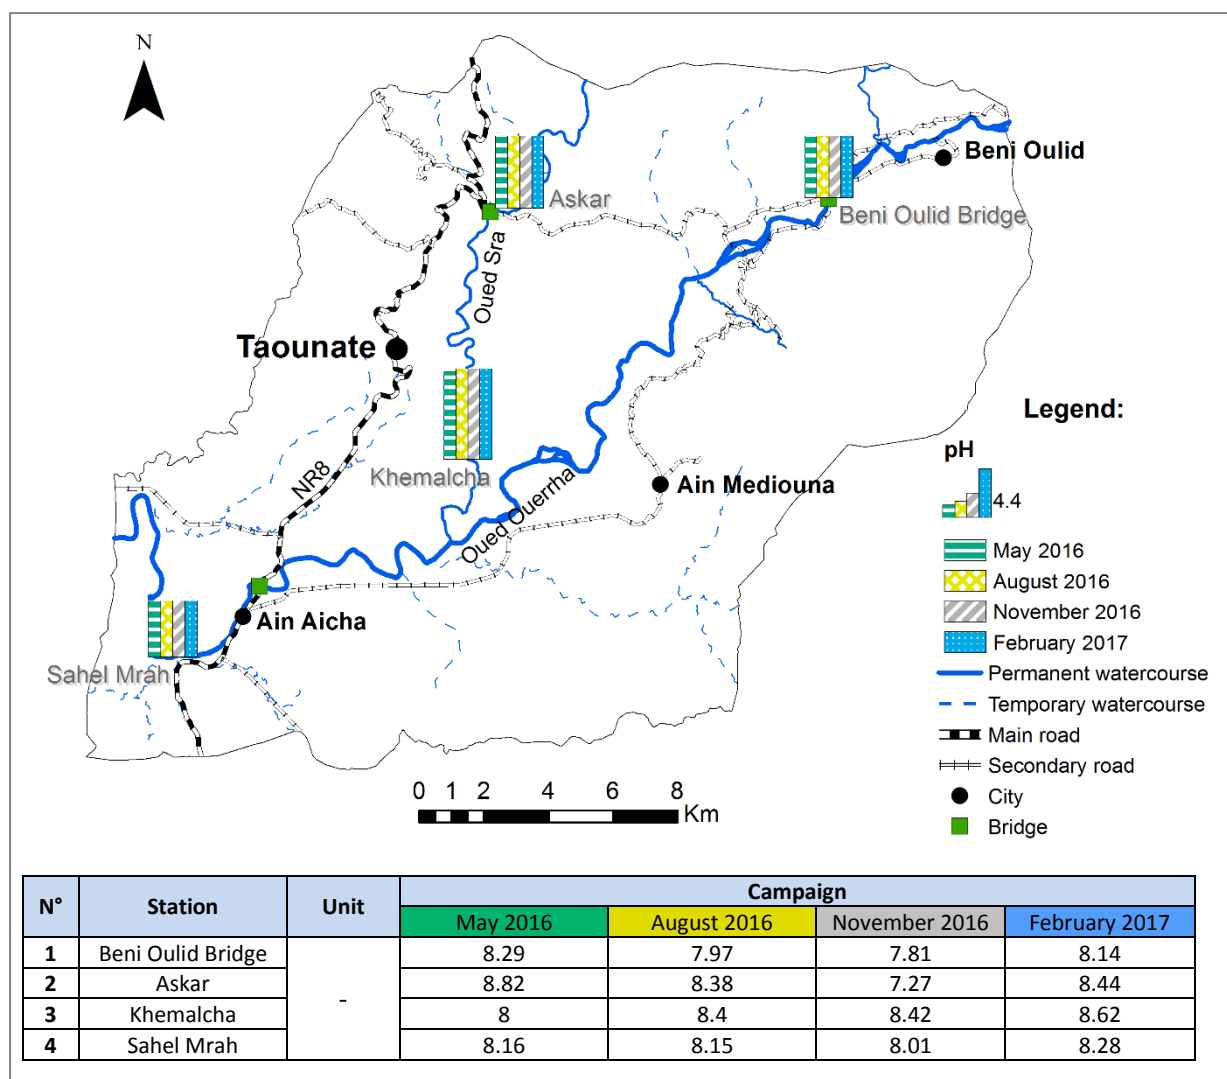 N
Beni Oulid
Askar
Beni Oulid Bridge
Oued Sra
Taounate
Legend:
pH
4.4
Khemalcha
NR8
Ain Mediouna
Oued Ouerrha
May 2016
August 2016
November 2016
February 2017
Ain Aicha
Sahel Mrah
Permanent watercourse
Temporary watercourse
Main road
Secondary road
City
Bridge
0 1 2 4 6 8
Km
N° Station Unit Campaign
May 2016 August 2016 November 2016 February 2017
1 Beni Oulid Bridge - 8.29 7.97 7.81 8.14
2 Askar 8.82 8.38 7.27 8.44
3 Khemalcha 8 8.4 8.42 8.62
4 Sahel Mrah 8.16 8.15 8.01 8.28